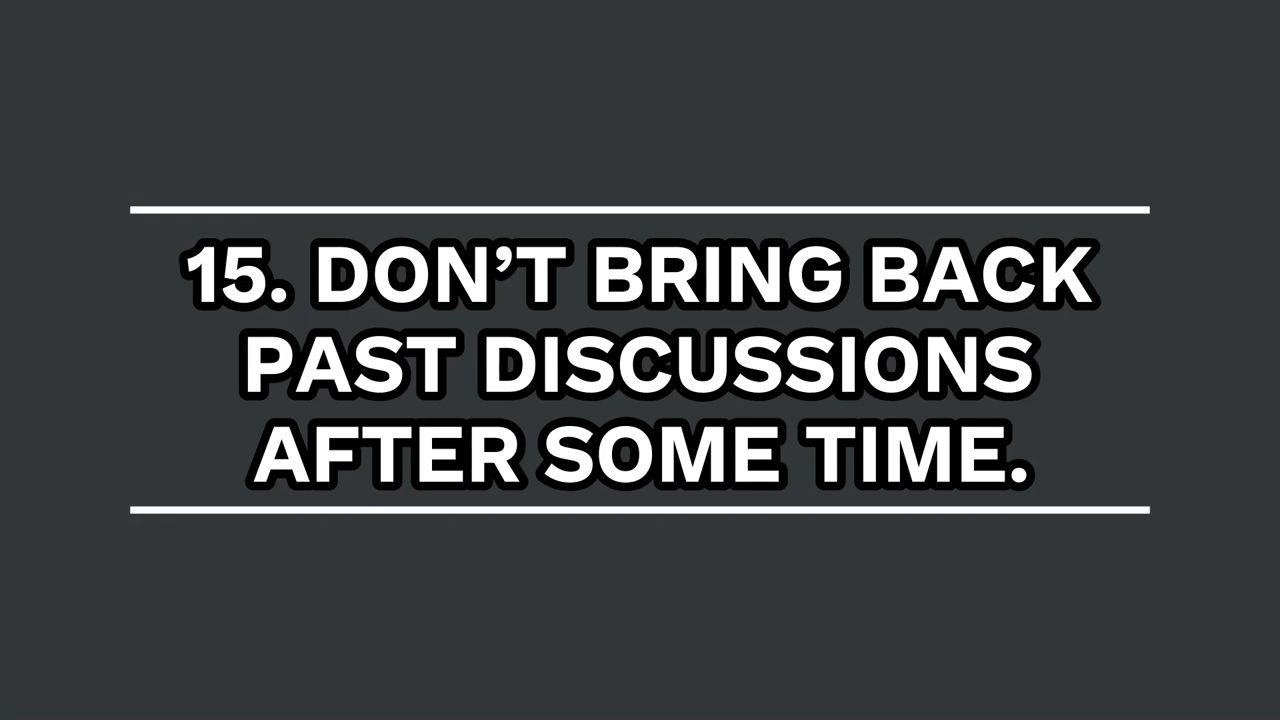 15. DON’T BRING BACK
PAST DISCUSSIONS
AFTER SOME TIME.